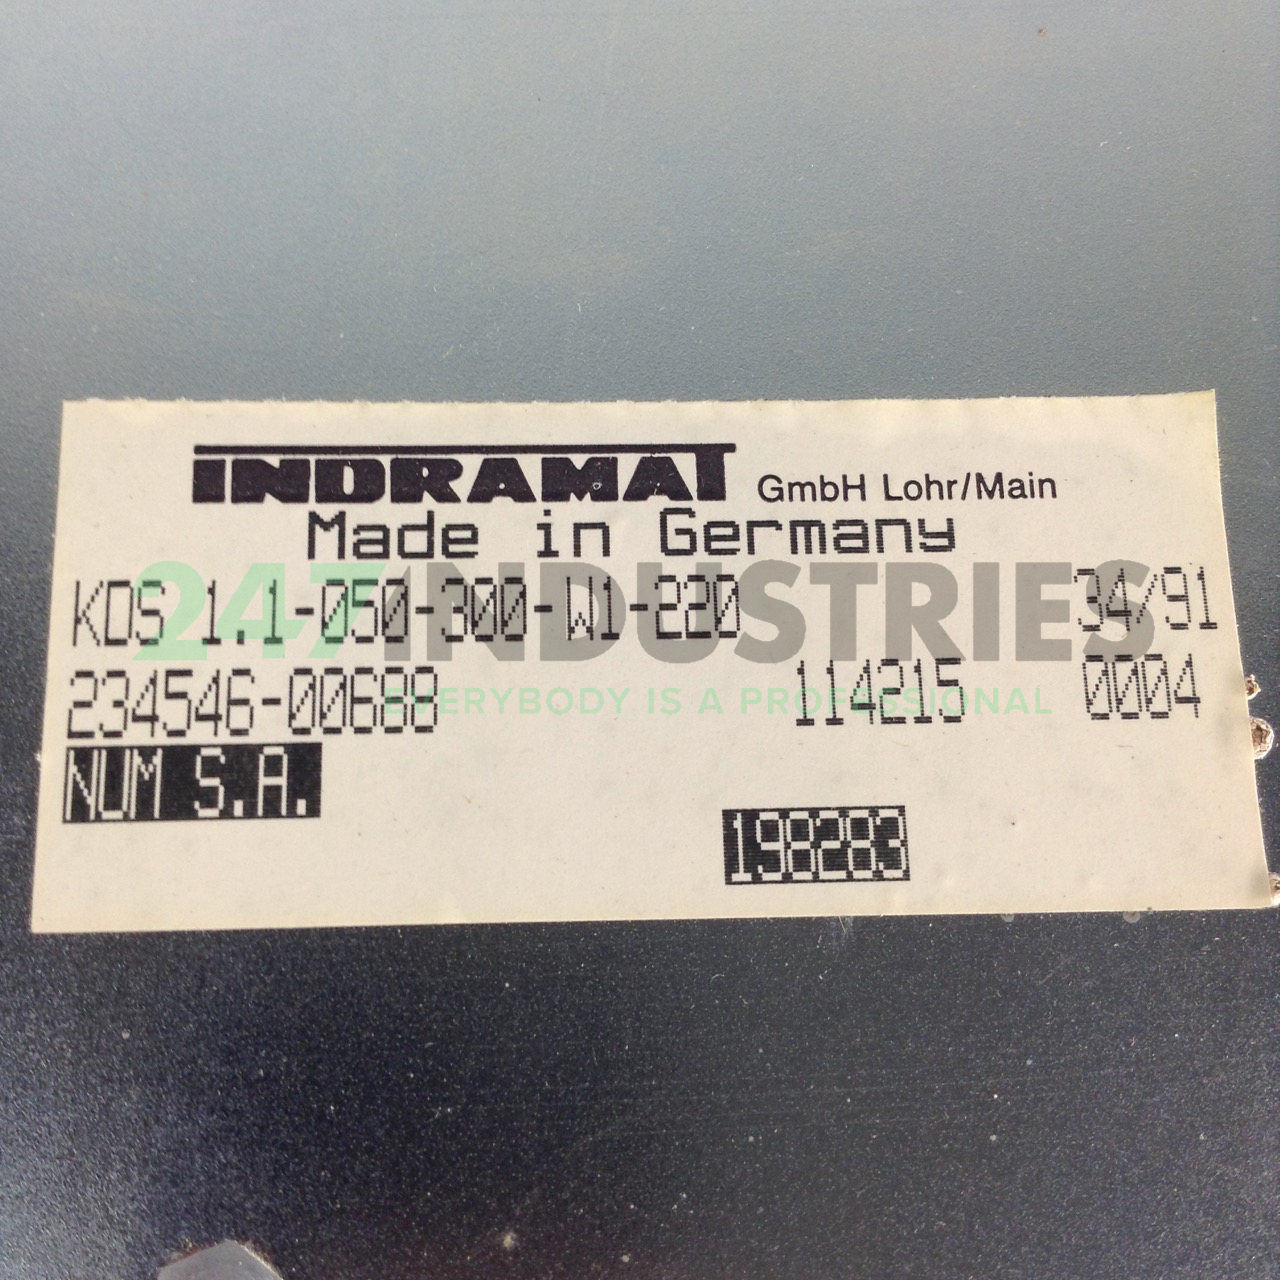 INDRAMAT GmbH Lohr/Main
Made in Germany
KDS 1.1-050-300-W1-220 34/91
247INDUSTRIES
234546-00688 114215 0004
EVERYBODY IS A PROFESSIONAL
NUM S.A.
198283